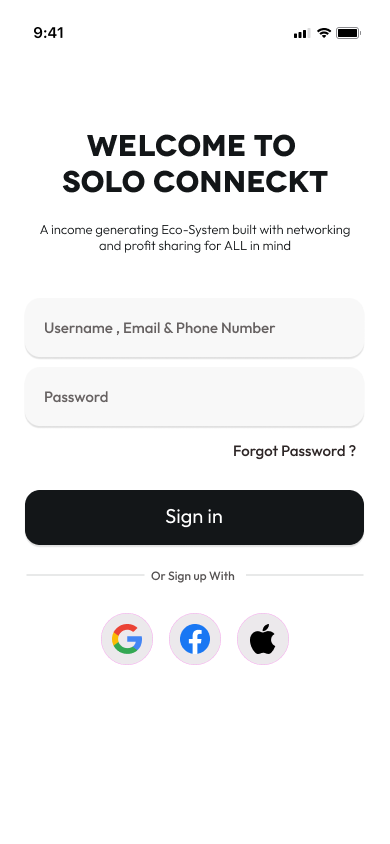 9:41
WELCOME TO
SOLO CONNECKT
A income generating Eco-System built with networking
and profit sharing for ALL in mind
Username , Email & Phone Number
Password
Forgot Password ?
Sign in
Or Sign up With